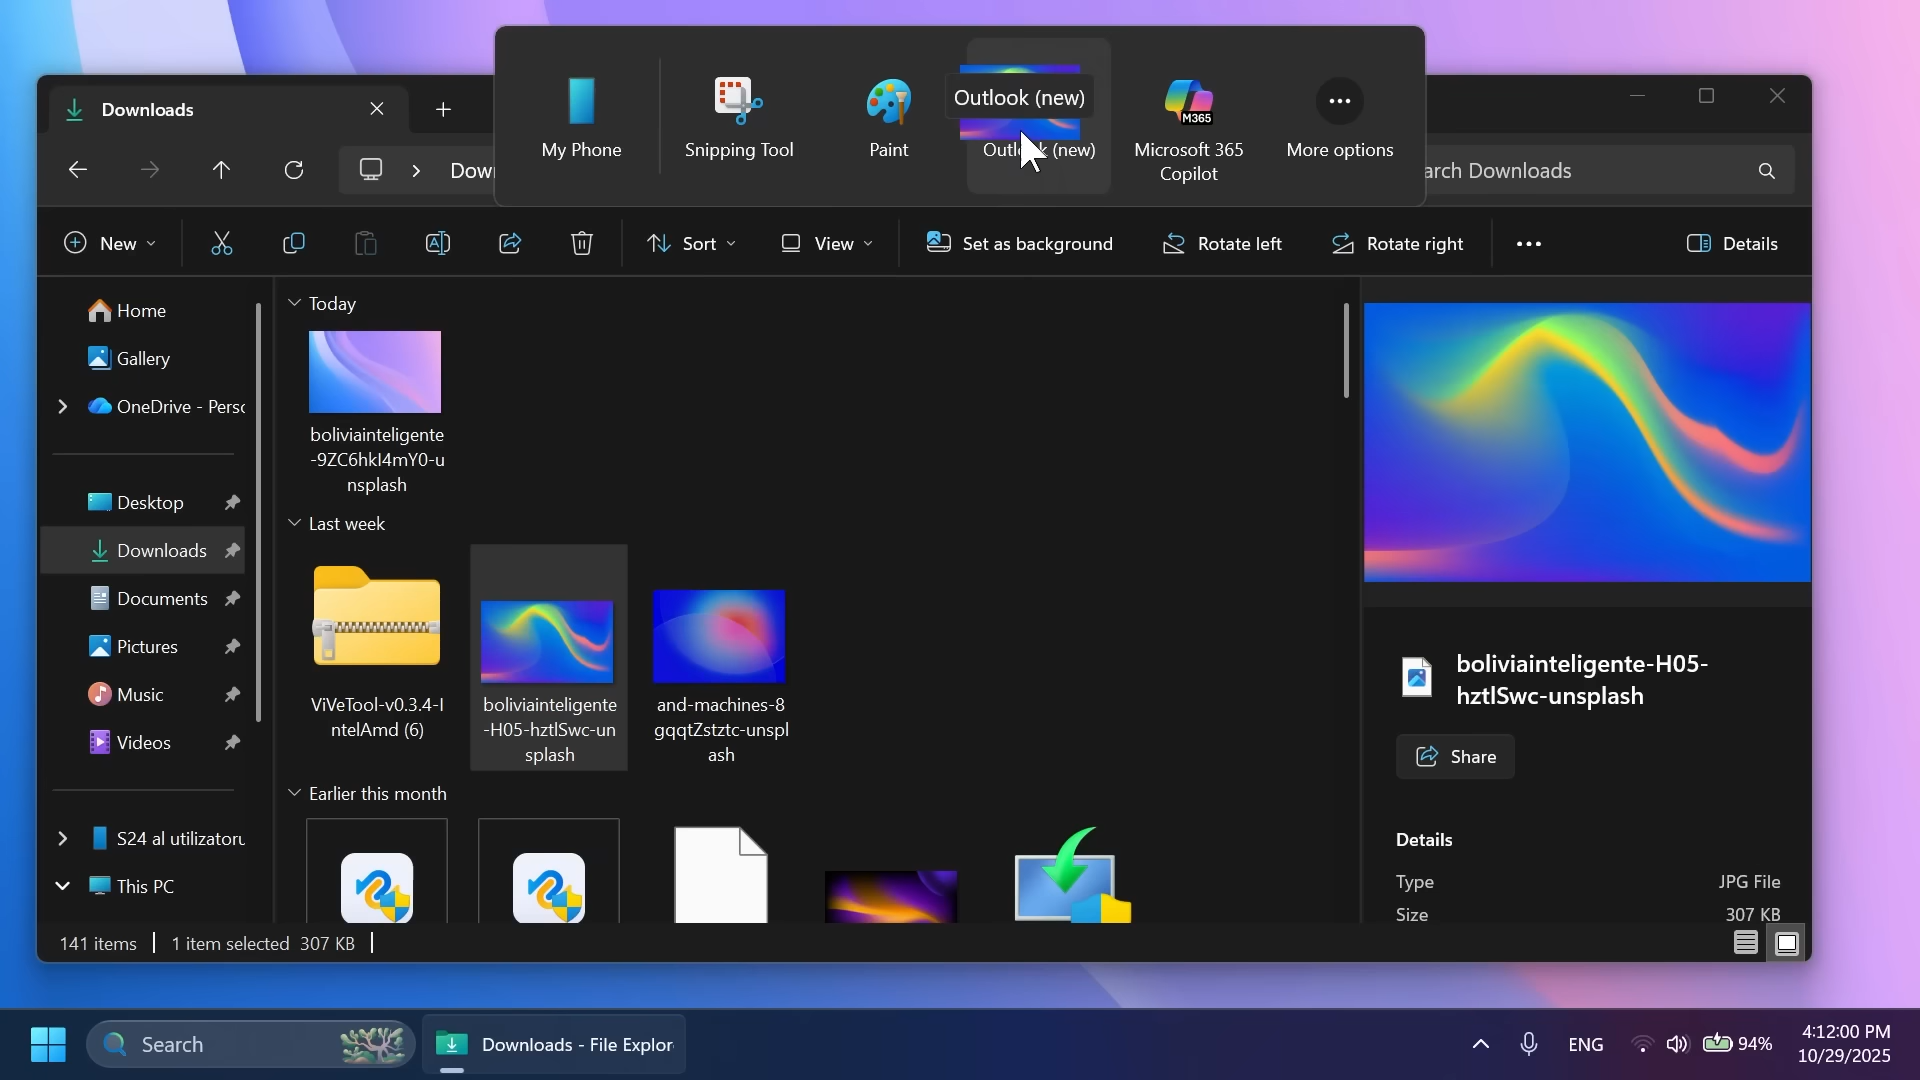 Downloads
My Phone
Snipping Tool
Paint
Outlook (new)
Outlook (new)
M365
Microsoft 365
Copilot
More options
Search Downloads
New
Sort
View
Set as background
Rotate left
Rotate right
Details
Home
Gallery
OneDrive - Perso
Desktop
Downloads
Documents
Pictures
Music
Videos
S24 al utilizatoru
This PC
Today
boliviainteligente
-9ZC6hkI4mY0-u
nsplash
Last week
ViVeTool-v0.3.4-I
ntelAmd (6)
boliviainteligente
-H05-hztlSwc-un
splash
and-machines-8
gqqtZstztc-unspl
ash
Earlier this month
boliviainteligente-H05-
hztlSwc-unsplash
Share
Details
Type JPG File
Size 307 KB
141 items 1 item selected 307 KB
Search
Downloads - File Explor
ENG
94%
4:12:00 PM
10/29/2025